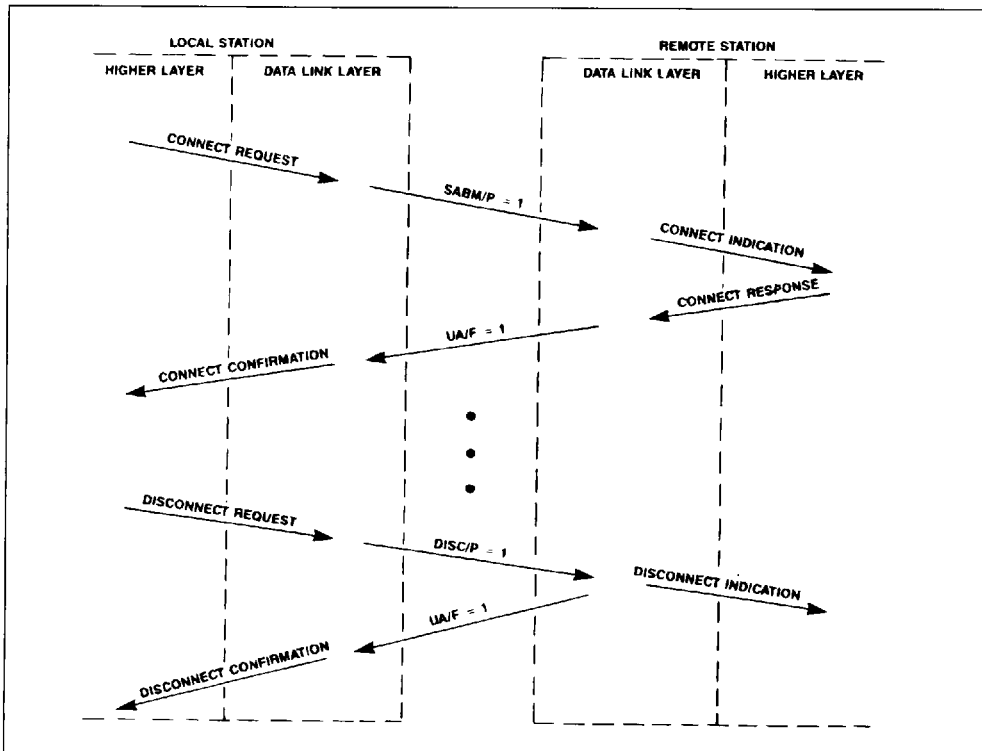 LOCAL STATION
REMOTE STATION
HIGHER LAYER
DATA LINK LAYER
DATA LINK LAYER
HIGHER LAYER
CONNECT REQUEST
SABM/P = 1
CONNECT INDICATION
CONNECT RESPONSE
UA/F = 1
CONNECT CONFIRMATION
DISCONNECT REQUEST
DISC/P = 1
DISCONNECT INDICATION
UA/F = 1
DISCONNECT CONFIRMATION